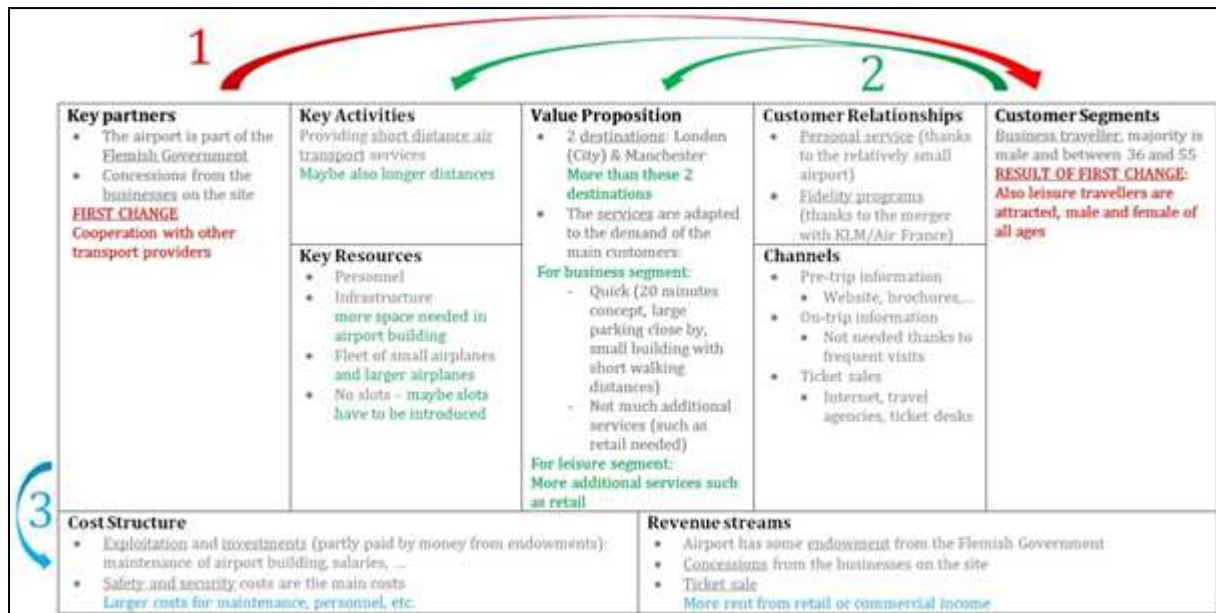 1
2
Key partners
• The airport is part of the
Flemish Government
• Concessions from the
businesses on the site
FIRST CHANGE
Cooperation with other
transport providers
Key Activities
Providing short distance air
transport services
Maybe also longer distances
Key Resources
• Personnel
• Infrastructure
more space needed in
airport building
• Fleet of small airplanes
and larger airplanes
• No slots – maybe slots
have to be introduced
Value Proposition
• 2 destinations: London
(City) & Manchester
More than these 2
destinations
• The services are adapted
to the demand of the
main customers:
For business segment:
- Quick (20 minutes
concept, large
parking close by,
small building with
short walking
distances)
- Not much additional
services (such as
retail needed)
For leisure segment:
More additional services such
as retail
Customer Relationships
• Personal service (thanks
to the relatively small
airport)
• Fidelity programs
(thanks to the merger
with KLM/Air France)
Channels
• Pre-trip information
• Website, brochures,...
• On-trip information
• Not needed thanks to
frequent visits
• Ticket sales
• Internet, travel
agencies, ticket desks
Customer Segments
Business traveller, majority is
male and between 36 and 55
RESULT OF FIRST CHANGE:
Also leisure travellers are
attracted, male and female of
all ages
3
Cost Structure
• Exploitation and investments (partly paid by money from endowments):
maintenance of airport building, salaries, ...
• Safety and security costs are the main costs
Larger costs for maintenance, personnel, etc.
Revenue streams
• Airport has some endowment from the Flemish Government
• Concessions from the businesses on the site
• Ticket sale
More rent from retail or commercial income